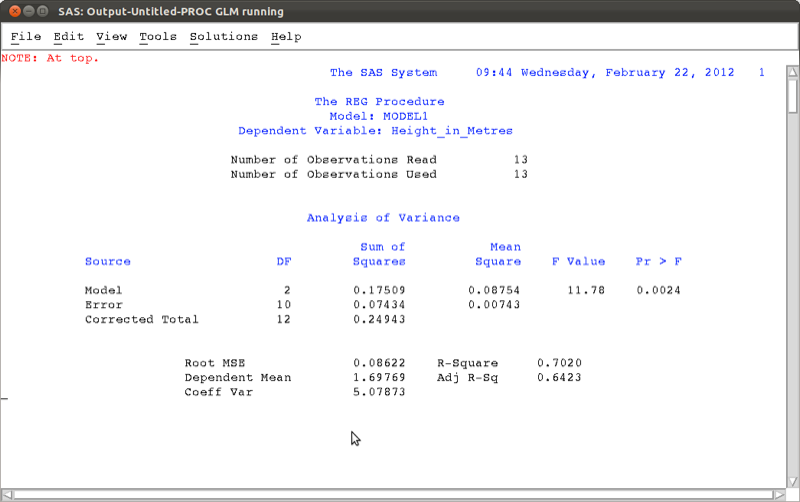 SAS: Output-Untitled-PROC GLM running
File Edit View Tools Solutions Help
NOTE: At top.
The SAS System 09:44 Wednesday, February 22, 2012 1
The REG Procedure
Model: MODEL1
Dependent Variable: Height_in_Metres
Number of Observations Read 13
Number of Observations Used 13
Analysis of Variance
Sum of Mean
Source DF Squares Square F Value Pr > F
Model 2 0.17509 0.08754 11.78 0.0024
Error 10 0.07434 0.00743
Corrected Total 12 0.24943
Root MSE 0.08622 R-Square 0.7020
Dependent Mean 1.69769 Adj R-Sq 0.6423
Coeff Var 5.07873